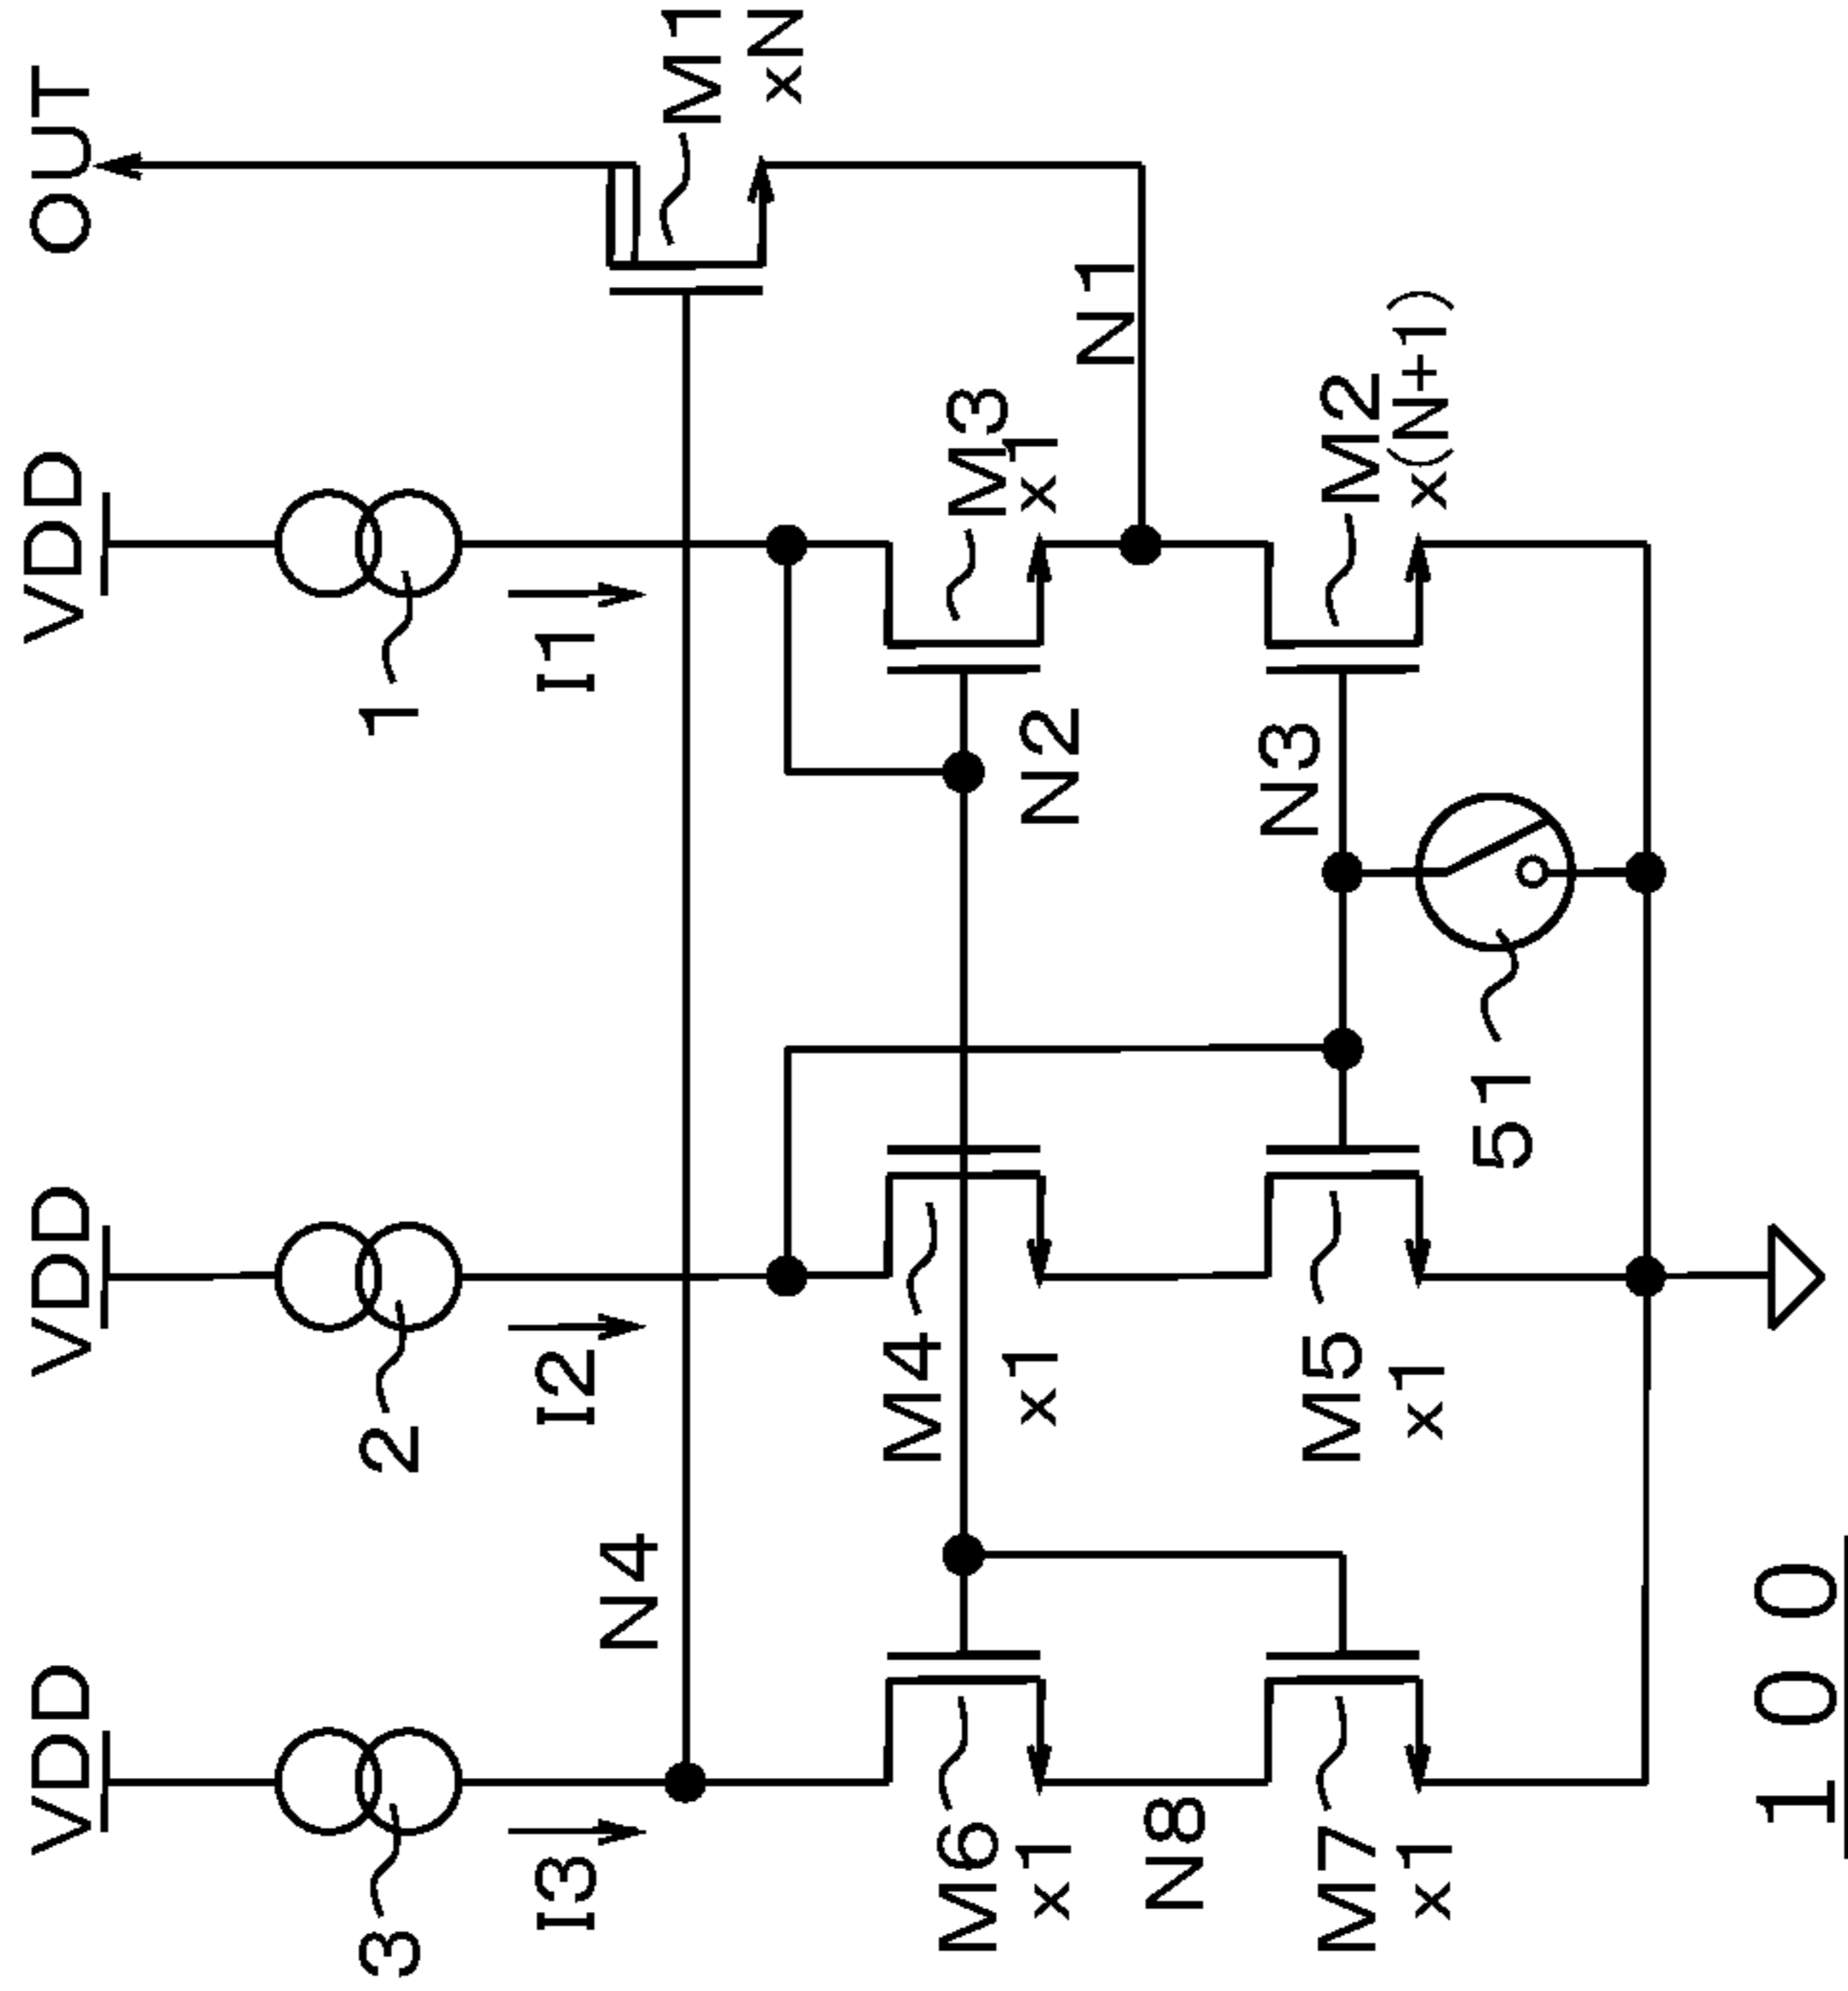 VDD
VDD
VDD
OUT
3
2
1
I3
I2
I1
N4
M1
xN
M6
x1
M4
x1
N2
M3
x1
N1
N8
M7
x1
M5
x1
51
N3
M2
x(N+1)
100